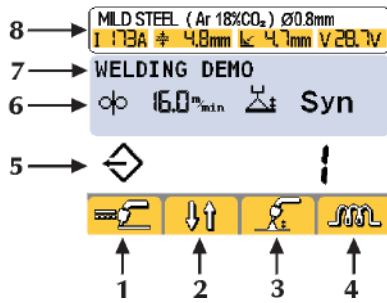 8 MILD STEEL (Ar 18%CO₂) Ø0.8mm
I 173A 4.8mm 4.7mm V 28.7V
7 WELDING DEMO
6 16.0 m/min Syn
5 1
1 2 3 4